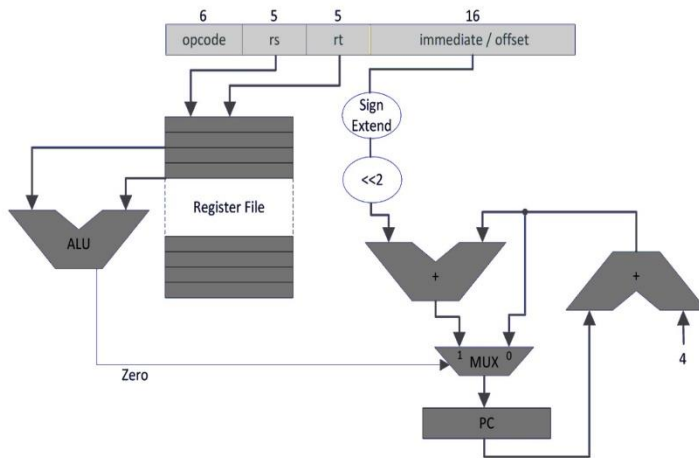 6 5 5 16
opcode rs rt immediate / offset
Sign
Extend
<<2
Register File
ALU
+ +
1 0
MUX
4
Zero
PC